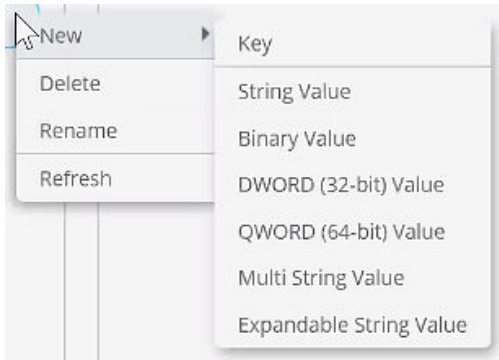 New
Delete
Rename
Refresh
Key
String Value
Binary Value
DWORD (32-bit) Value
QWORD (64-bit) Value
Multi String Value
Expandable String Value